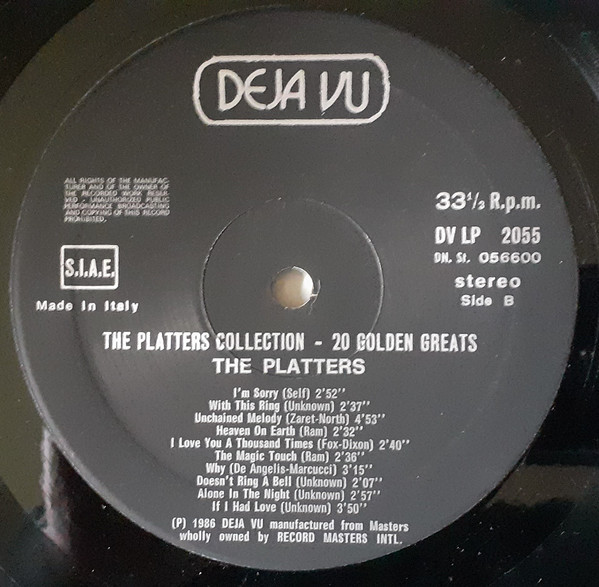 DEJA VU
ALL RIGHTS OF THE MANUFAC-
TURER AND OF THE OWNER OF
THE RECORDED WORK RESER-
VED - UNAUTHORIZED PUBLIC
PERFORMANCE BROADCASTING
AND COPYING OF THIS RECORD
PROHIBITED.
33⅓ R.p.m.
DV LP 2055
DN. St. 056600
S.I.A.E.
stereo
Side B
Made in Italy
THE PLATTERS COLLECTION - 20 GOLDEN GREATS
THE PLATTERS
I'm Sorry (Self) 2'52''
With This Ring (Unknown) 2'37''
Unchained Melody (Zaret-North) 4'53''
Heaven On Earth (Ram) 2'32''
I Love You A Thousand Times (Fox-Dixon) 2'40''
The Magic Touch (Ram) 2'36''
Why (De Angelis-Marcucci) 3'15''
Doesn't Ring A Bell (Unknown) 2'07''
Alone In The Night (Unknown) 2'57''
If I Had Love (Unknown) 3'50''
(P) 1986 DEJA VU manufactured from Masters
wholly owned by RECORD MASTERS INTL.